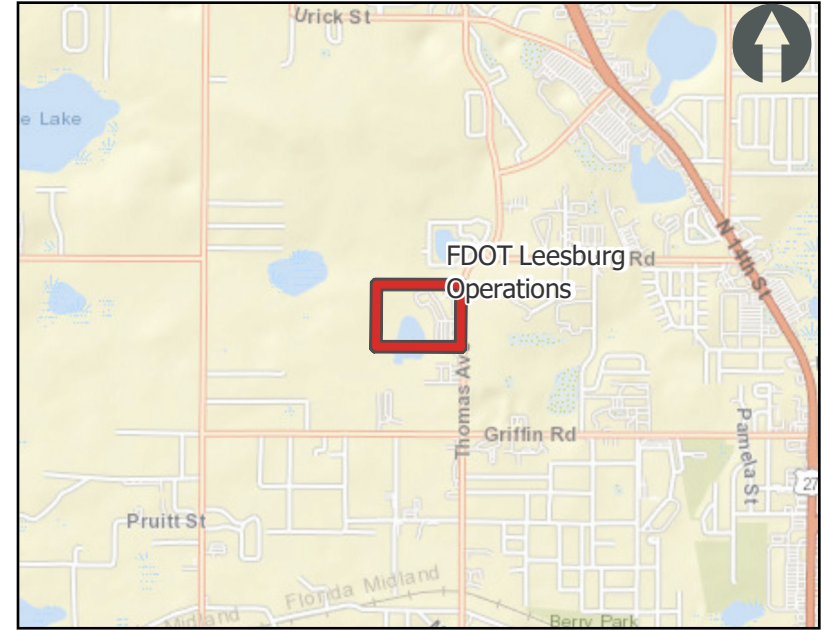 Urick St
e Lake
N 14th St
FDOT Leesburg
Operations
Rd
Thomas Ave
Griffin Rd
Pamela St
27
Pruitt St
Florida Midland
Midland
Berry Park